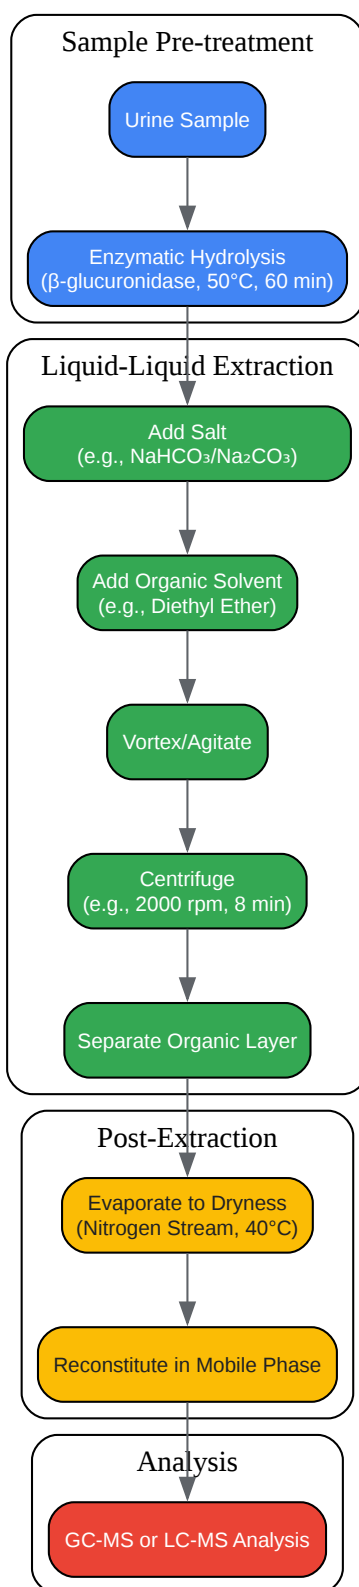 Sample Pre-treatment
Urine Sample
Enzymatic Hydrolysis
(β-glucuronidase, 50°C, 60 min)
Liquid-Liquid Extraction
Add Salt
(e.g., NaHCO₃/Na₂CO₃)
Add Organic Solvent
(e.g., Diethyl Ether)
Vortex/Agitate
Centrifuge
(e.g., 2000 rpm, 8 min)
Separate Organic Layer
Post-Extraction
Evaporate to Dryness
(Nitrogen Stream, 40°C)
Reconstitute in Mobile Phase
Analysis
GC-MS or LC-MS Analysis